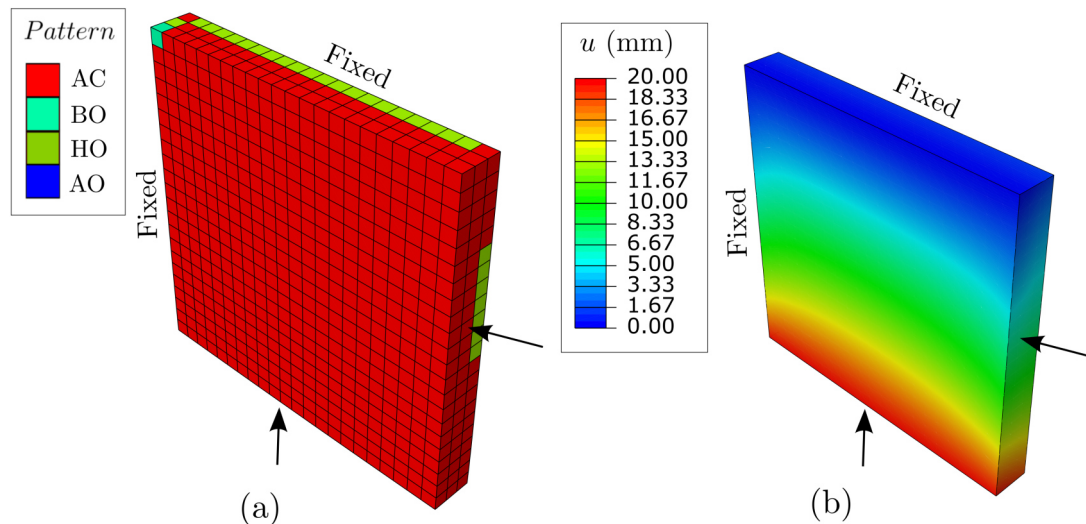 Pattern
AC
BO
HO
AO
Fixed
Fixed
(a)
u (mm)
20.00
18.33
16.67
15.00
13.33
11.67
10.00
8.33
6.67
5.00
3.33
1.67
0.00
Fixed
Fixed
(b)